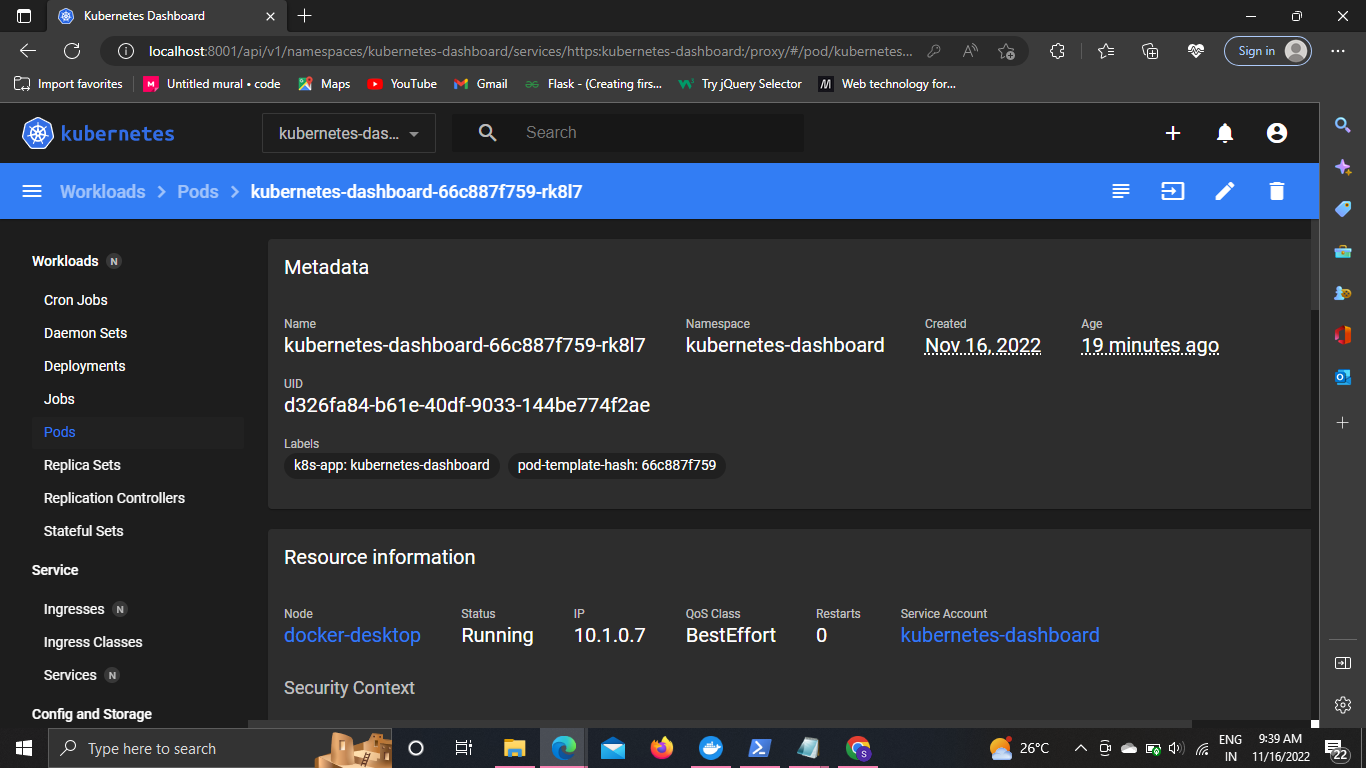 Kubernetes Dashboard
localhost:8001/api/v1/namespaces/kubernetes-dashboard/services/https:kubernetes-dashboard:/proxy/#/pod/kubernetes...
Sign in
Import favorites
Untitled mural • code
Maps
YouTube
Gmail
Flask - (Creating firs...
Try jQuery Selector
Web technology for...
kubernetes
kubernetes-das...
Search
Workloads > Pods > kubernetes-dashboard-66c887f759-rk8l7
Workloads N
Cron Jobs
Daemon Sets
Deployments
Jobs
Pods
Replica Sets
Replication Controllers
Stateful Sets
Service
Ingresses N
Ingress Classes
Services N
Config and Storage
Metadata
Name
kubernetes-dashboard-66c887f759-rk8l7
Namespace
kubernetes-dashboard
Created
Nov 16, 2022
Age
19 minutes ago
UID
d326fa84-b61e-40df-9033-144be774f2ae
Labels
k8s-app: kubernetes-dashboard
pod-template-hash: 66c887f759
Resource information
Node
docker-desktop
Status
Running
IP
10.1.0.7
QoS Class
BestEffort
Restarts
0
Service Account
kubernetes-dashboard
Security Context
Type here to search
26°C
ENG
IN
9:39 AM
11/16/2022
22